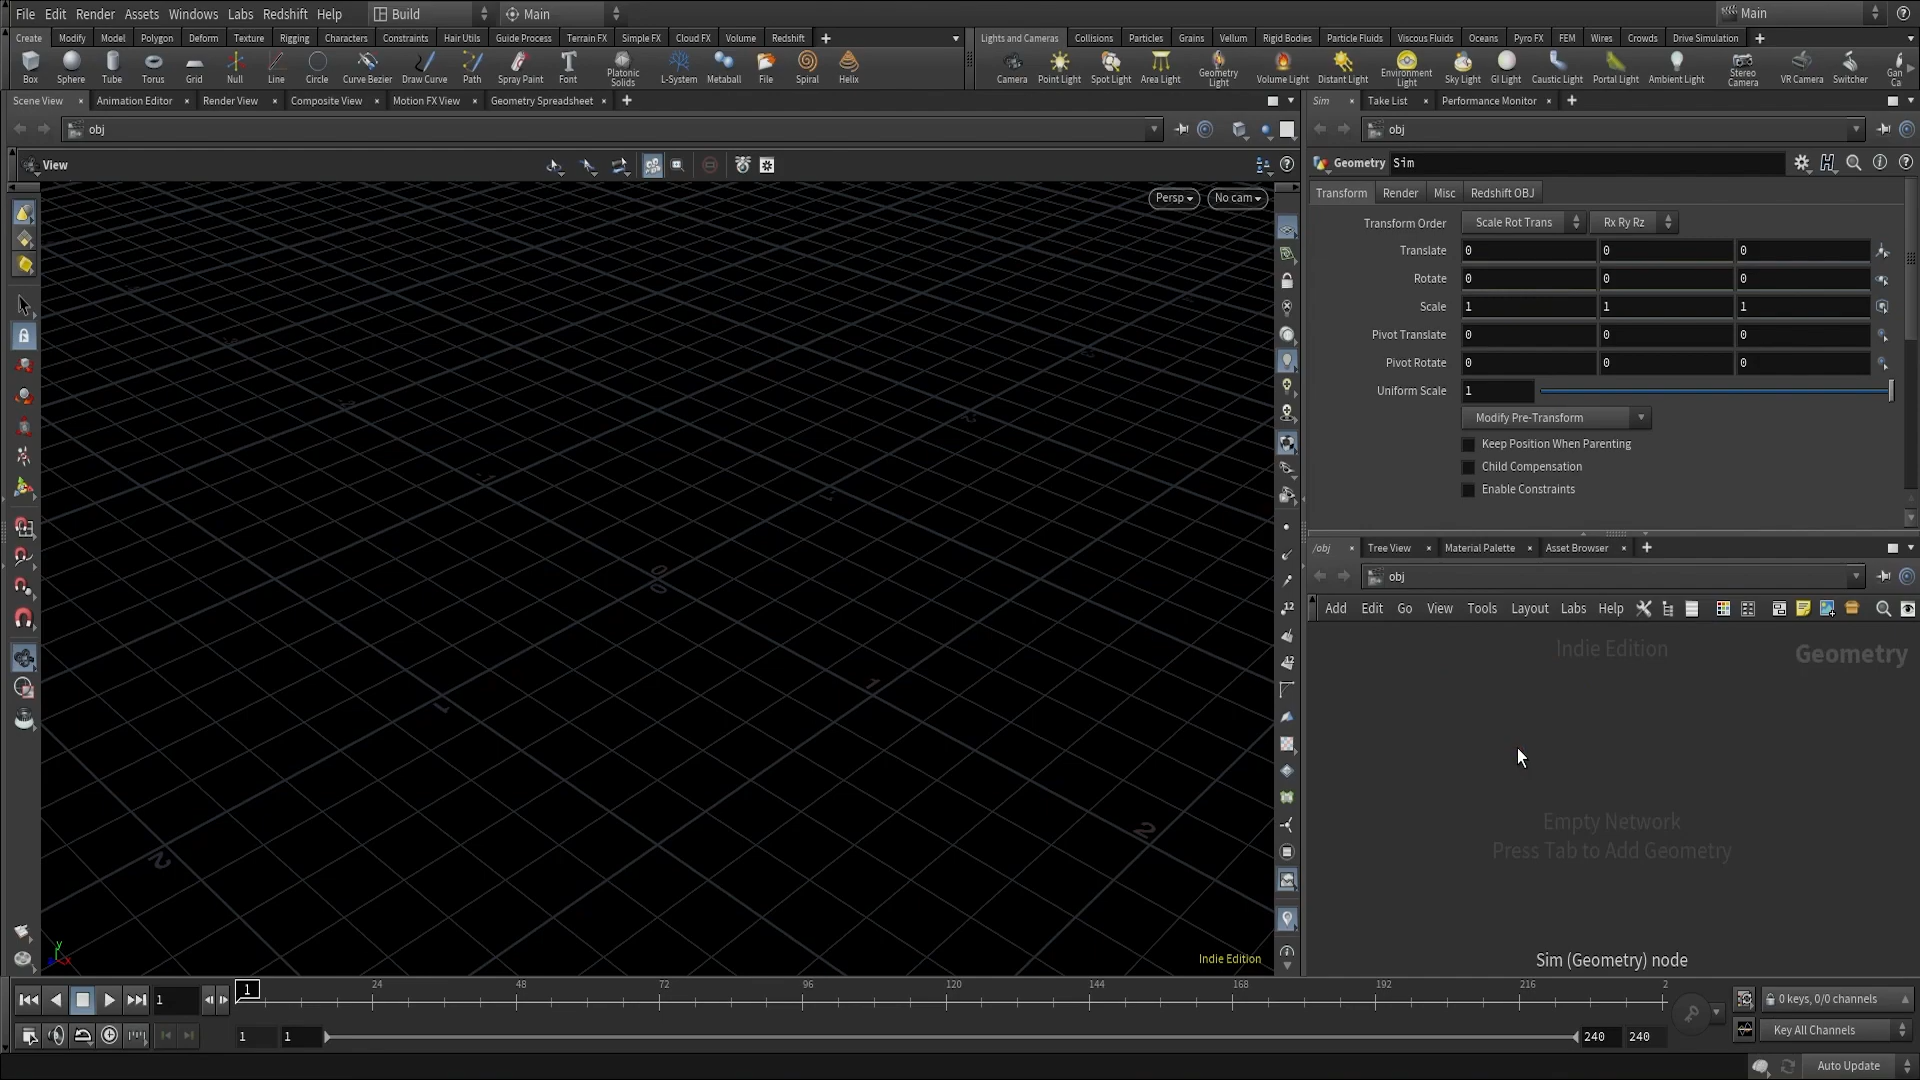 File Edit Render Assets Windows Labs Redshift Help Build Main Main
Create Modify Model Polygon Deform Texture Rigging Characters Constraints Hair Utils Guide Process Terrain FX Simple FX Cloud FX Volume Redshift
Lights and Cameras Collisions Particles Grains Vellum Rigid Bodies Particle Fluids Viscous Fluids Oceans Pyro FX FEM Wires Crowds Drive Simulation
Box Sphere Tube Torus Grid Null Line Circle Curve Bezier Draw Curve Path Spray Paint Font Platonic Solids L-System Metaball File Spiral Helix
Camera Point Light Spot Light Area Light Geometry Light Volume Light Distant Light Environment Light Sky Light GI Light Caustic Light Portal Light Ambient Light Stereo Camera VR Camera Switcher
Scene View Animation Editor Render View Composite View Motion FX View Geometry Spreadsheet
Sim Take List Performance Monitor
obj
obj
View
Persp No cam
Geometry Sim
Transform Render Misc Redshift OBJ
Transform Order Scale Rot Trans Rx Ry Rz
Translate 0 0 0
Rotate 0 0 0
Scale 1 1 1
Pivot Translate 0 0 0
Pivot Rotate 0 0 0
Uniform Scale 1
Modify Pre-Transform
Keep Position When Parenting
Child Compensation
Enable Constraints
/obj Tree View Material Palette Asset Browser
obj
Add Edit Go View Tools Layout Labs Help
Indie Edition
Geometry
Empty Network
Press Tab to Add Geometry
Sim (Geometry) node
Indie Edition
1 1 24 48 72 96 120 144 168 192 216 2
0 keys, 0/0 channels
1 1 240 240
Key All Channels
Auto Update